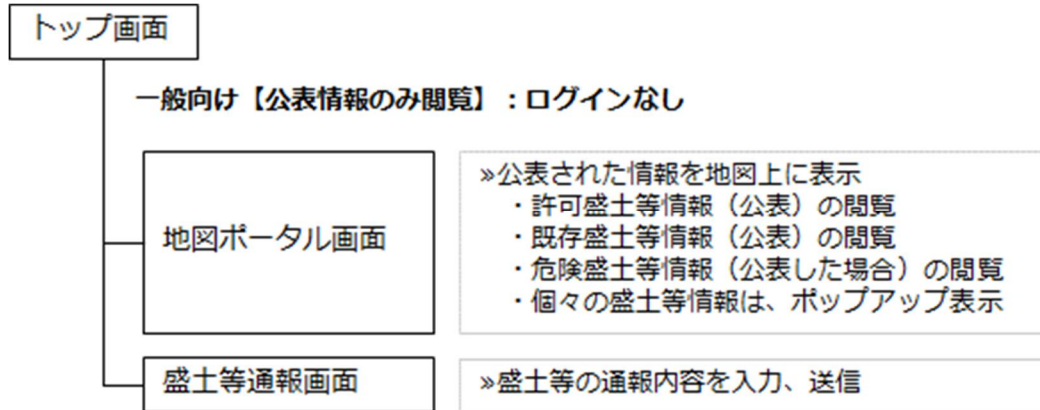 トップ画面
一般向け【公表情報のみ閲覧】：ログインなし
地図ポータル画面
»公表された情報を地図上に表示
・許可盛土等情報（公表）の閲覧
・既存盛土等情報（公表）の閲覧
・危険盛土等情報（公表した場合）の閲覧
・個々の盛土等情報は、ポップアップ表示
盛土等通報画面
»盛土等の通報内容を入力、送信